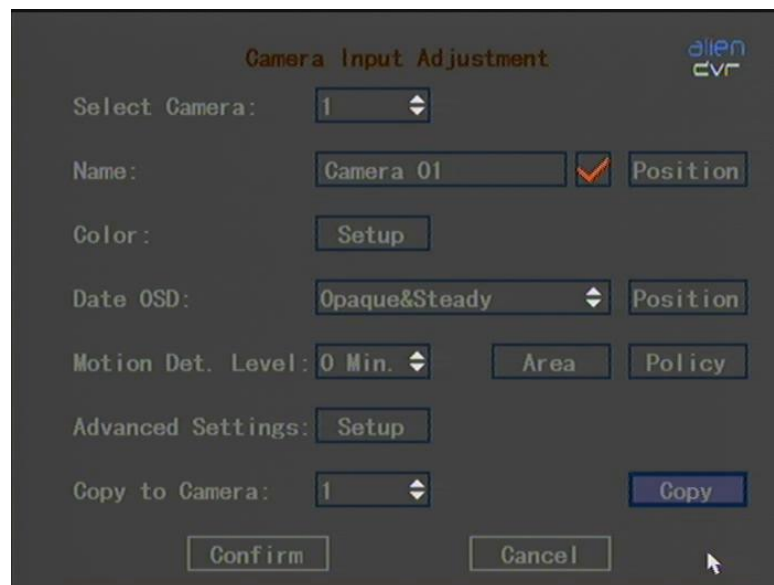 alien
dvr
Camera Input Adjustment
Select Camera: 1
Name: Camera 01 Position
Color: Setup
Date OSD: Opaque&Steady Position
Motion Det. Level: 0 Min. Area Policy
Advanced Settings: Setup
Copy to Camera: 1 Copy
Confirm Cancel